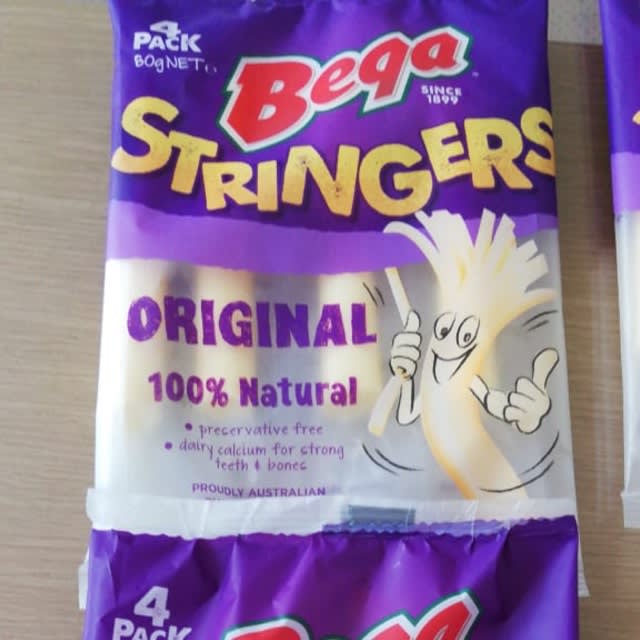 4
PACK
80g NET
Bega
SINCE
1899
STRINGERS
ORIGINAL
100% Natural
• preservative free
• dairy calcium for strong
teeth & bones
PROUDLY AUSTRALIAN
4
PACK